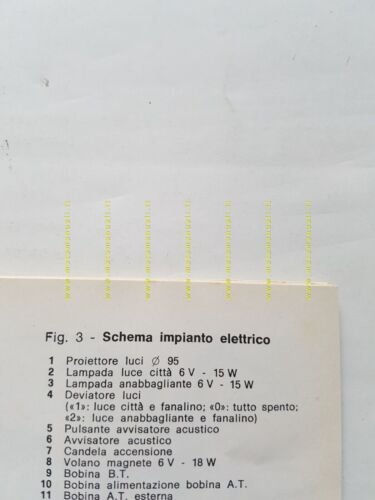 Fig. 3 - Schema impianto elettrico
1 Proiettore luci Ø 95
2 Lampada luce città 6 V - 15 W
3 Lampada anabbagliante 6 V - 15 W
4 Deviatore luci
(«1»: luce città e fanalino; «0»: tutto spento;
«2»: luce anabbagliante e fanalino)
5 Pulsante avvisatore acustico
6 Avvisatore acustico
7 Candela accensione
8 Volano magnete 6 V - 18 W
9 Bobina B.T.
10 Bobina alimentazione bobina A.T.
11 Bobina A.T. esterna